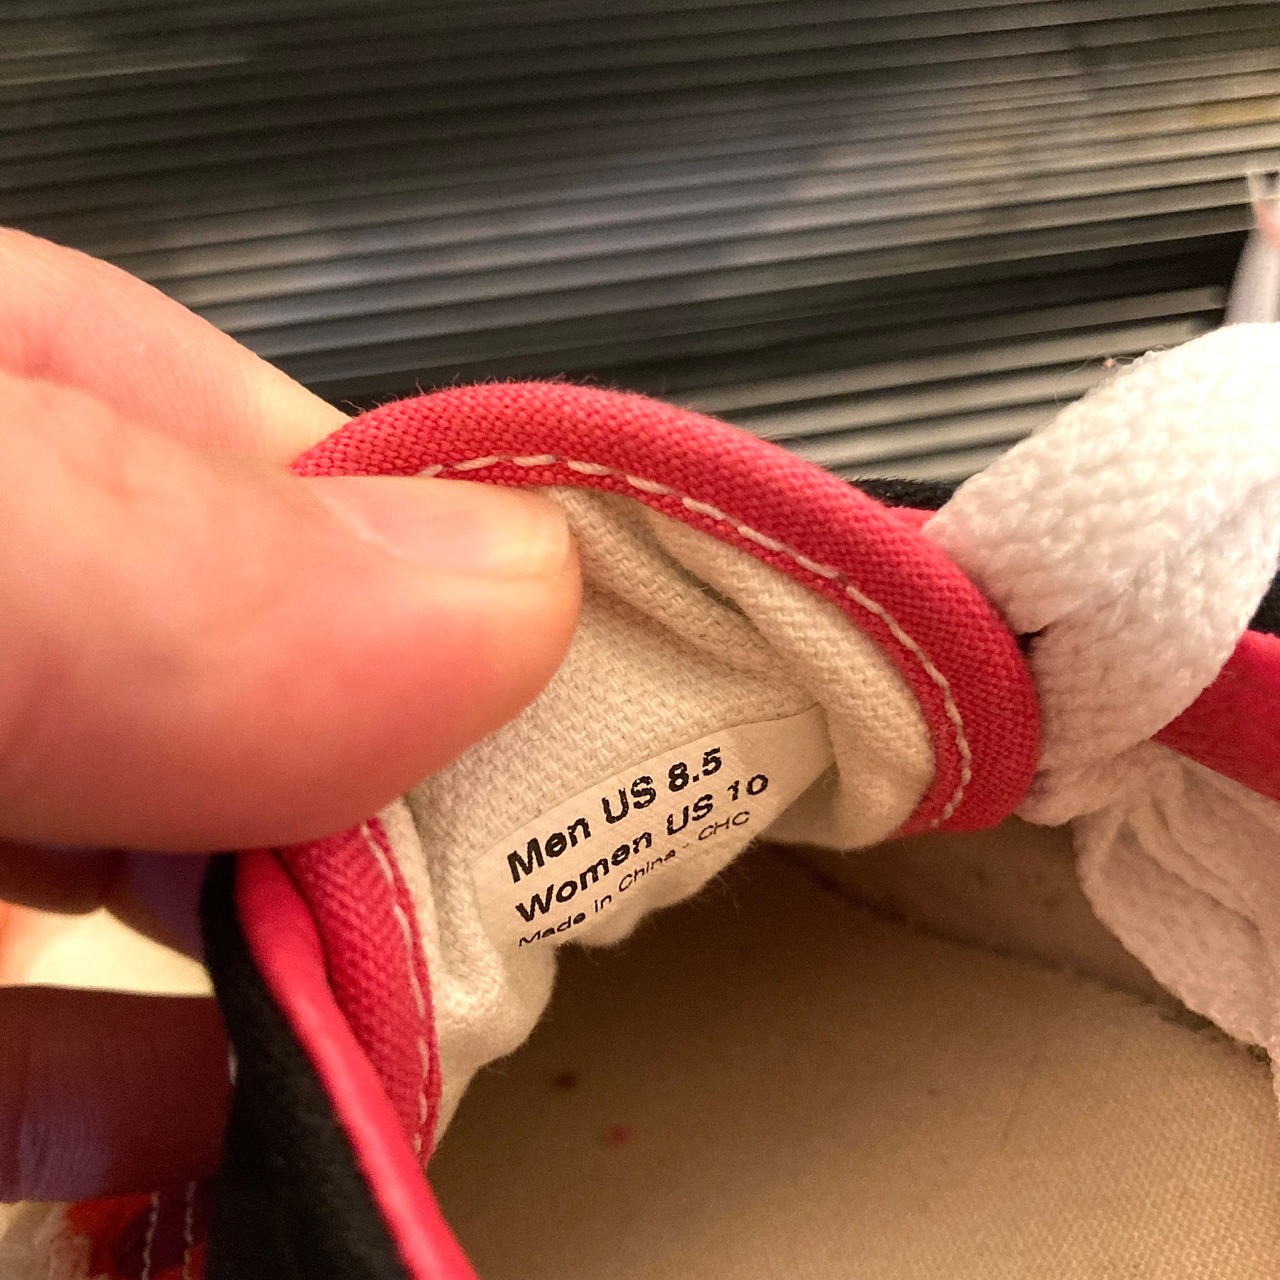 Men US 8.5
Women US 10
Made in China - CHC